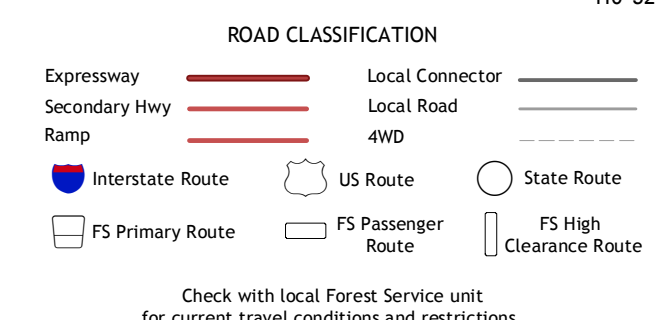 ROAD CLASSIFICATION
Expressway
Local Connector
Secondary Hwy
Local Road
Ramp
4WD
Interstate Route
US Route
State Route
FS Primary Route
FS Passenger
Route
FS High
Clearance Route
Check with local Forest Service unit
for current travel conditions and restrictions